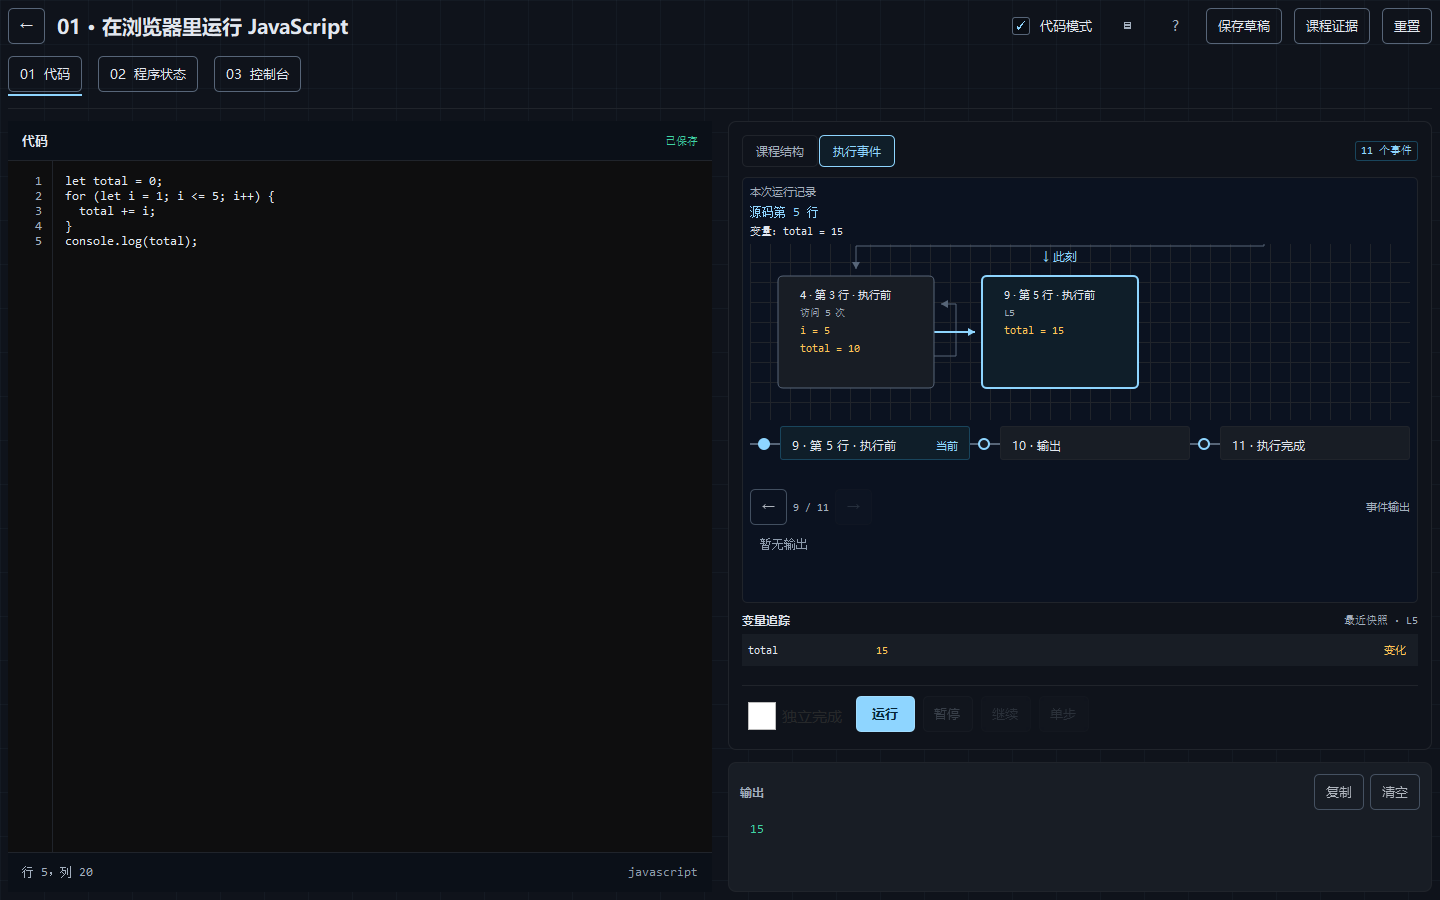 ← 01 • 在浏览器里运行 JavaScript
✓ 代码模式 ? 保存草稿 课程证据 重置
01 代码 02 程序状态 03 控制台
代码 已保存
1 let total = 0;
2 for (let i = 1; i <= 5; i++) {
3 total += i;
4 }
5 console.log(total);
行 5，列 20 javascript
课程结构 执行事件 11 个事件
本次运行记录
源码第 5 行
变量：total = 15
↓ 此刻
4 · 第 3 行 · 执行前
访问 5 次
i = 5
total = 10
9 · 第 5 行 · 执行前
L5
total = 15
9 · 第 5 行 · 执行前 当前
10 · 输出
11 · 执行完成
← 9 / 11 → 事件输出
暂无输出
变量追踪 最近快照 · L5
total 15 变化
独立完成 运行 暂停 继续 单步
输出 复制 清空
15